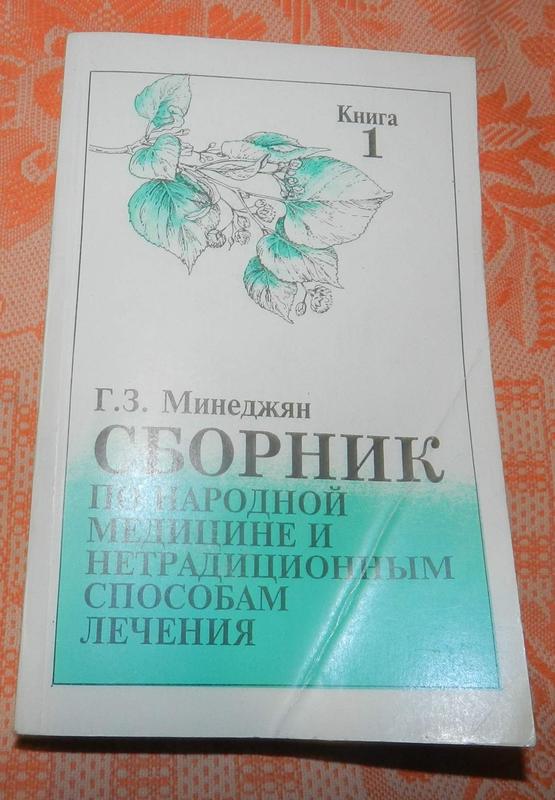 Книга
1
Г.З. Минеджян
СБОРНИК
ПО НАРОДНОЙ
МЕДИЦИНЕ И
НЕТРАДИЦИОННЫМ
СПОСОБАМ
ЛЕЧЕНИЯ